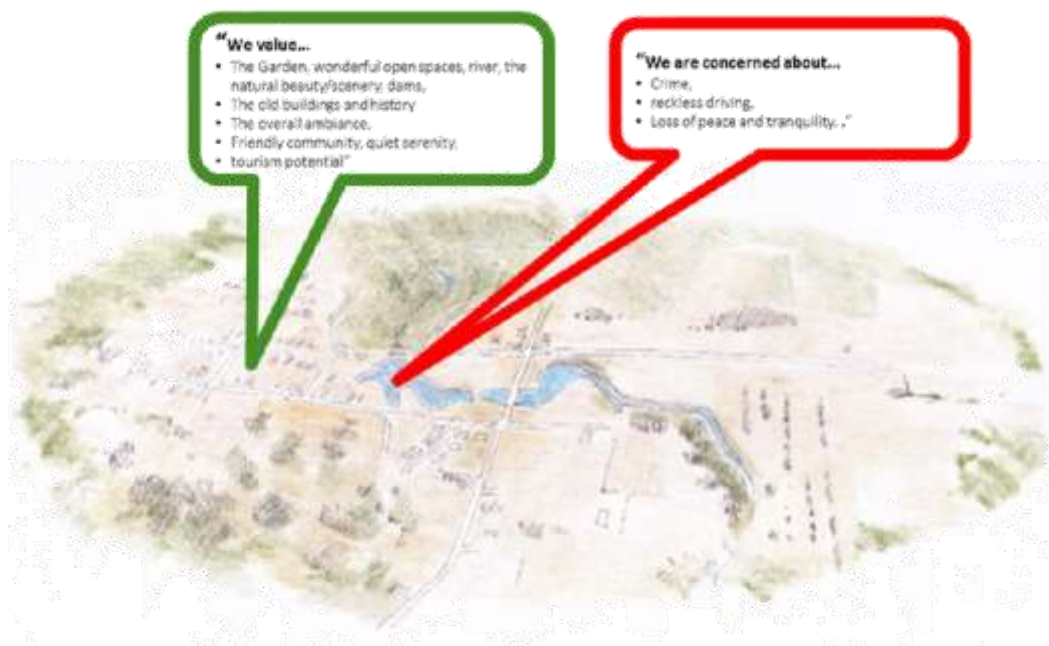 “We value...
• The Garden, wonderful open spaces, river, the
natural beauty/scenery, dams,
• The old buildings and history
• The overall ambiance,
• Friendly community, quiet serenity,
• tourism potential”
“We are concerned about...
• Crime,
• reckless driving,
• Loss of peace and tranquility. .”